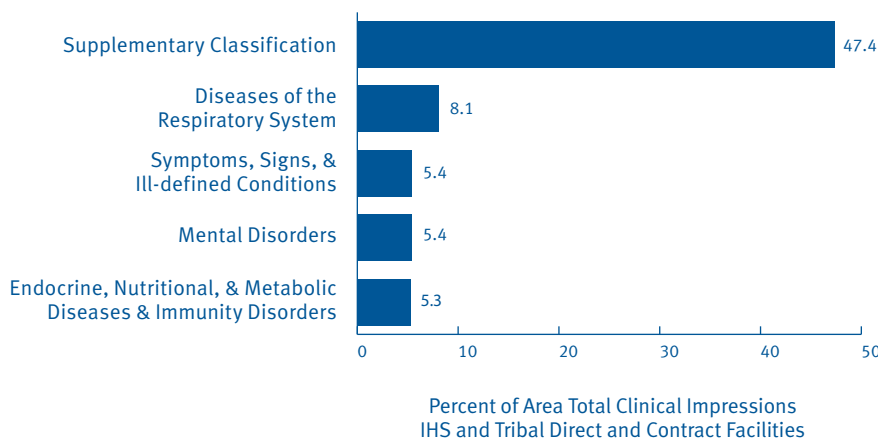 Supplementary Classification
47.4
Diseases of the
Respiratory System
8.1
Symptoms, Signs, &
Ill-defined Conditions
5.4
Mental Disorders
5.4
Endocrine, Nutritional, & Metabolic
Diseases & Immunity Disorders
5.3
0 10 20 30 40 50
Percent of Area Total Clinical Impressions
IHS and Tribal Direct and Contract Facilities